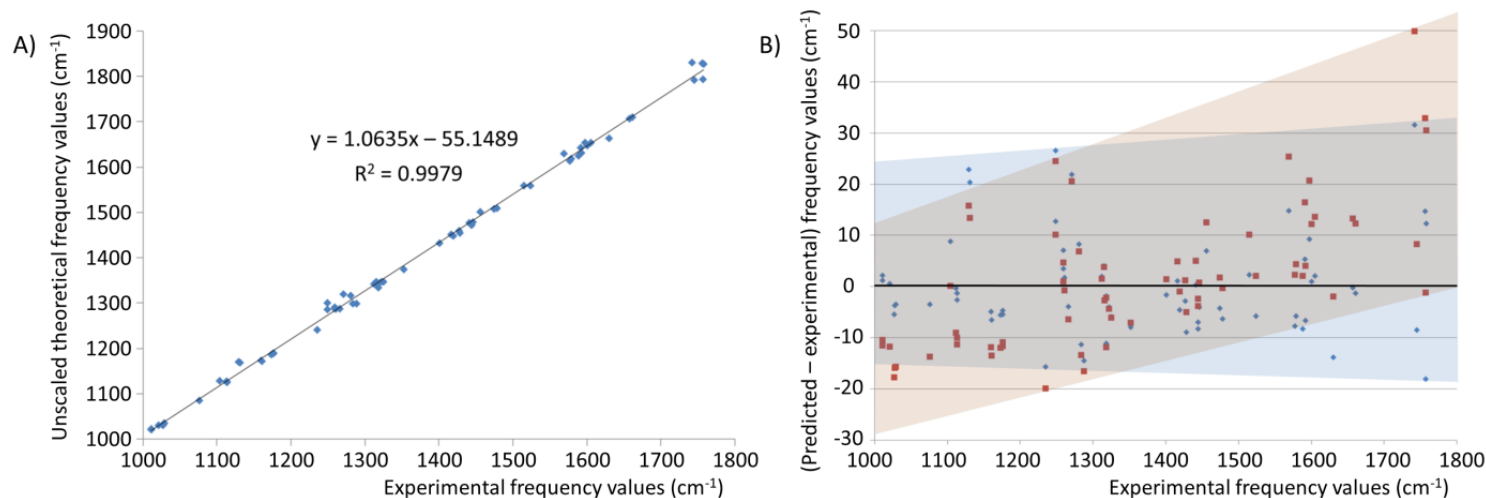 A)
Unscaled theoretical frequency values (cm⁻¹)
1900
1800
1700
1600
1500
1400
1300
1200
1100
1000
y = 1.0635x – 55.1489
R² = 0.9979
1000 1100 1200 1300 1400 1500 1600 1700 1800
Experimental frequency values (cm⁻¹)
B)
(Predicted – experimental) frequency values (cm⁻¹)
50
40
30
20
10
0
-10
-20
-30
1000 1100 1200 1300 1400 1500 1600 1700 1800
Experimental frequency values (cm⁻¹)